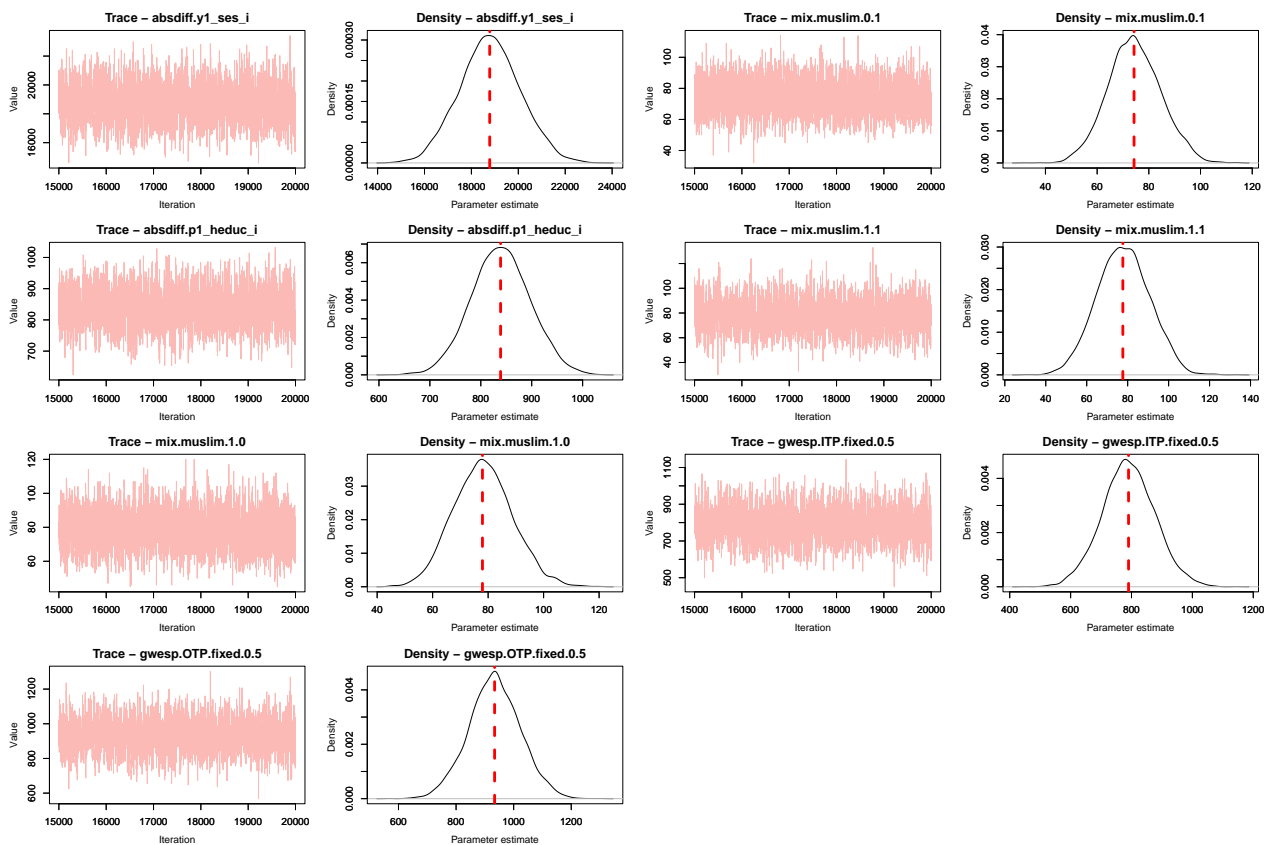 Trace − absdiff.y1_ses_i
Value
16000
20000
15000 16000 17000 18000 19000 20000
Iteration
Density − absdiff.y1_ses_i
Density
0.00000 0.00015 0.00030
14000 16000 18000 20000 22000 24000
Parameter estimate
Trace − mix.muslim.0.1
Value
40 60 80 100
15000 16000 17000 18000 19000 20000
Iteration
Density − mix.muslim.0.1
Density
0.00 0.01 0.02 0.03 0.04
40 60 80 100 120
Parameter estimate
Trace − absdiff.p1_heduc_i
Value
700 800 900 1000
15000 16000 17000 18000 19000 20000
Iteration
Density − absdiff.p1_heduc_i
Density
0.000 0.002 0.004 0.006
600 700 800 900 1000
Parameter estimate
Trace − mix.muslim.1.1
Value
40 60 80 100
15000 16000 17000 18000 19000 20000
Iteration
Density − mix.muslim.1.1
Density
0.000 0.010 0.020 0.030
20 40 60 80 100 120 140
Parameter estimate
Trace − mix.muslim.1.0
Value
60 80 100 120
15000 16000 17000 18000 19000 20000
Iteration
Density − mix.muslim.1.0
Density
0.00 0.01 0.02 0.03
40 60 80 100 120
Parameter estimate
Trace − gwesp.ITP.fixed.0.5
Value
500 700 900 1100
15000 16000 17000 18000 19000 20000
Iteration
Density − gwesp.ITP.fixed.0.5
Density
0.000 0.002 0.004
400 600 800 1000 1200
Parameter estimate
Trace − gwesp.OTP.fixed.0.5
Value
600 800 1000 1200
15000 16000 17000 18000 19000 20000
Iteration
Density − gwesp.OTP.fixed.0.5
Density
0.000 0.002 0.004
600 800 1000 1200
Parameter estimate